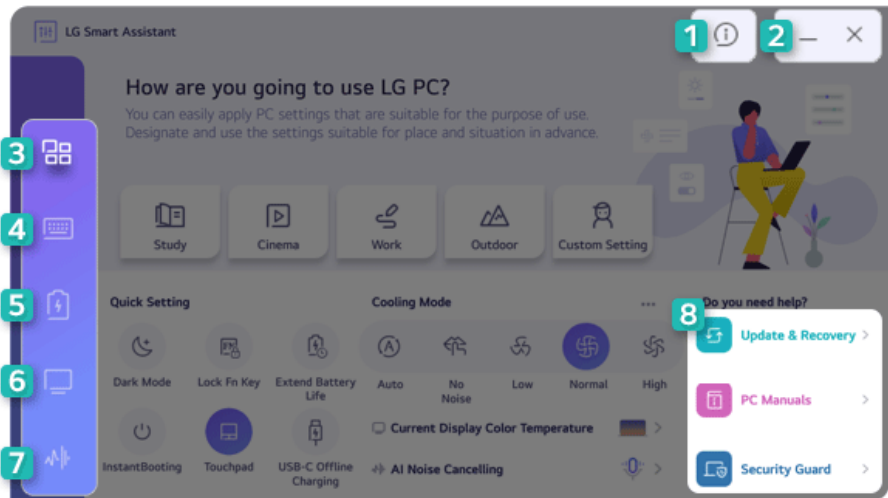 LG Smart Assistant
1
2
How are you going to use LG PC?
You can easily apply PC settings that are suitable for the purpose of use.
Designate and use the settings suitable for place and situation in advance.
3
4
5
6
7
Study
Cinema
Work
Outdoor
Custom Setting
Quick Setting
Dark Mode
Lock Fn Key
Extend Battery
Life
InstantBooting
Touchpad
USB-C Offline
Charging
Cooling Mode
Auto
No
Noise
Low
Normal
High
Current Display Color Temperature
AI Noise Cancelling
Do you need help?
8
Update & Recovery
PC Manuals
Security Guard